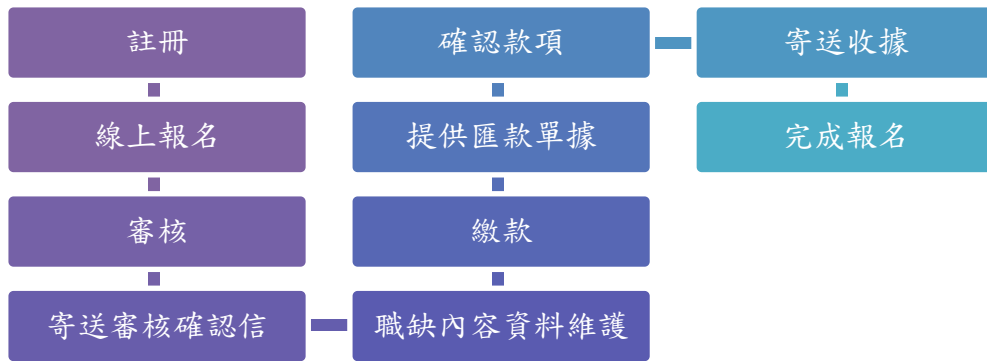 註冊
線上報名
審核
寄送審核確認信
職缺內容資料維護
繳款
提供匯款單據
確認款項
寄送收據
完成報名